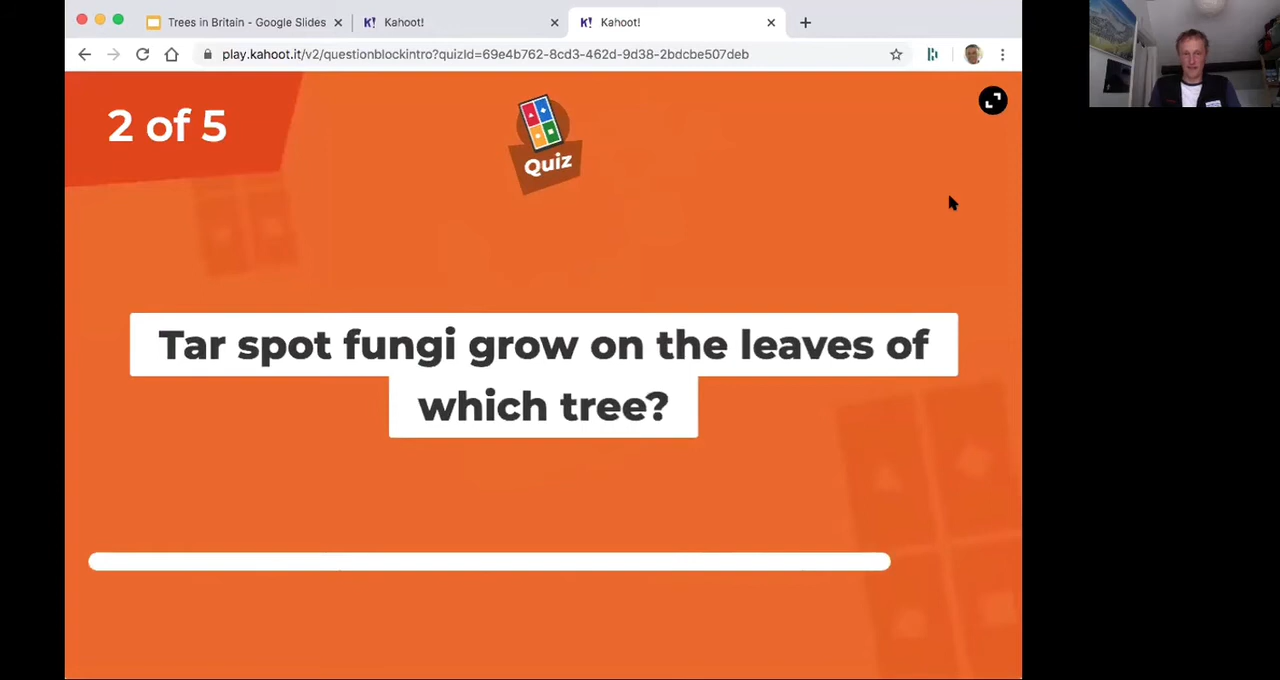 Trees in Britain - Google Slides
Kahoot!
Kahoot!
play.kahoot.it/v2/questionblockintro?quizId=69e4b762-8cd3-462d-9d38-2bdcbe507deb
2 of 5
Quiz
Tar spot fungi grow on the leaves of
which tree?